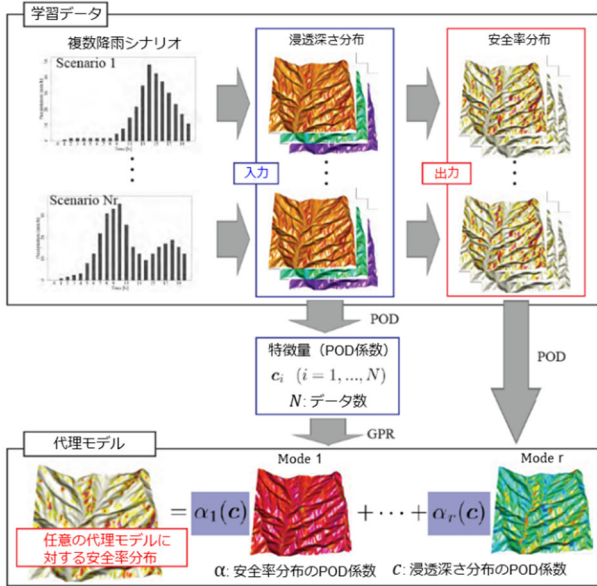 学習データ
複数降雨シナリオ
浸透深さ分布
安全率分布
Scenario 1
入力
出力
Scenario Nr
POD
特徴量（POD係数）
c_i (i = 1, ..., N)
N: データ数
POD
GPR
代理モデル
Mode 1
Mode r
= α₁(c) + ⋯ + α_r(c)
任意の代理モデルに
対する安全率分布
α: 安全率分布のPOD係数
c: 浸透深さ分布のPOD係数